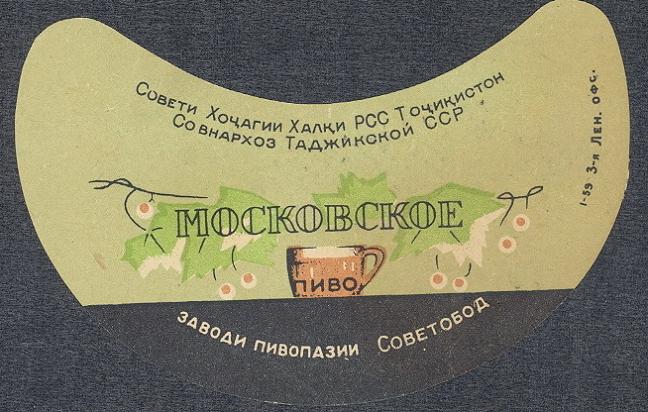 Совети Хоҷагии Халқи РСС Тоҷикистон
Совнархоз Таджикской ССР
МОСКОВСКОЕ
ПИВО
ЗАВОДИ ПИВОПАЗИИ СОВЕТОБОД
1-59 3-я Лен. офс.